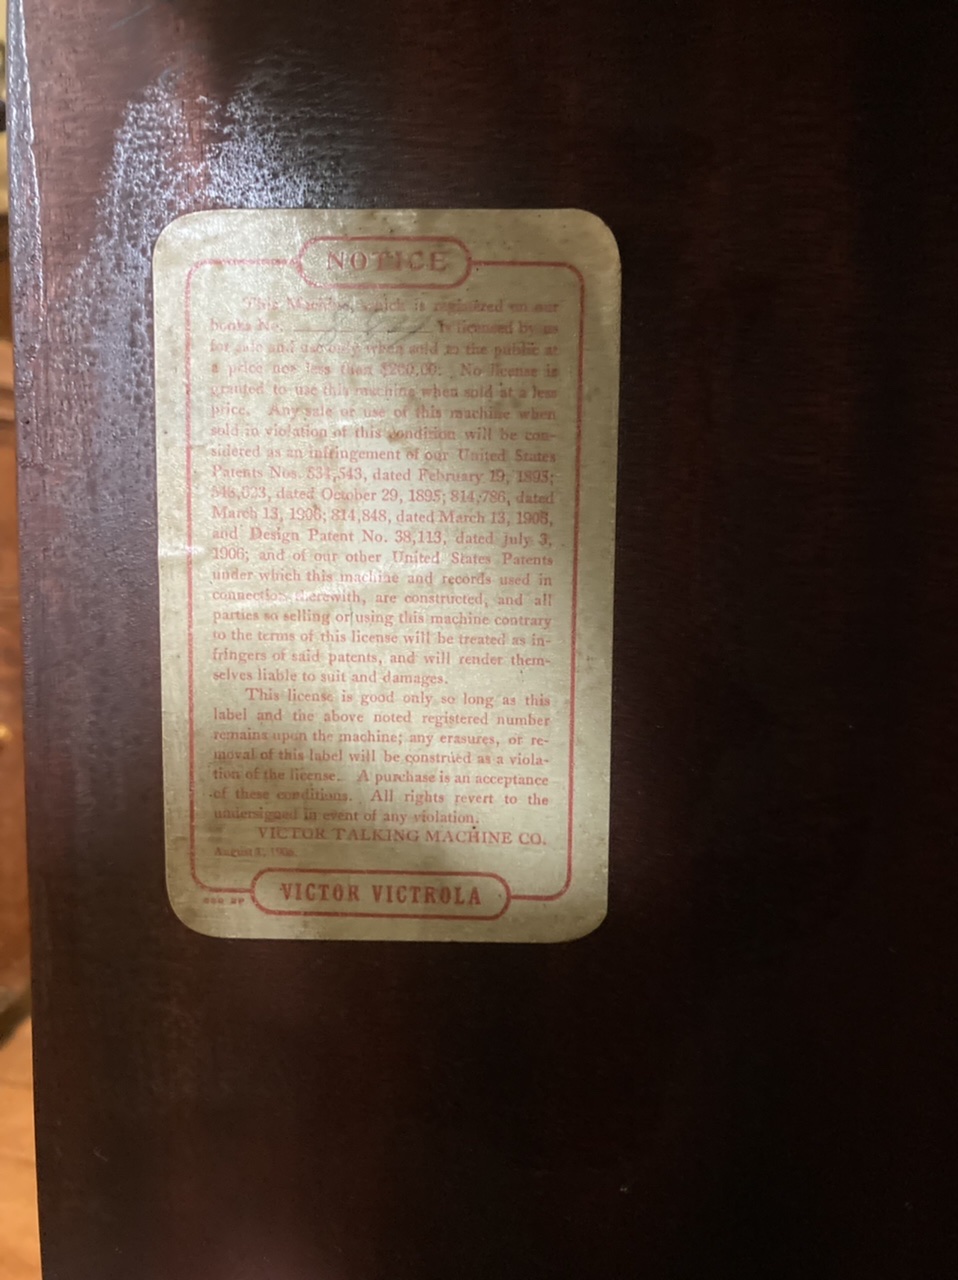 NOTICE
This Machine, which is registered on our
books No. is licensed by us
for sale and use only when sold to the public at
a price not less than $200.00. No license is
granted to use this machine when sold at a less
price. Any sale or use of this machine when
sold in violation of this condition will be con-
sidered as an infringement of our United States
Patents Nos. 534,543, dated February 19, 1895;
548,623, dated October 29, 1895; 814,786, dated
March 13, 1906; 814,848, dated March 13, 1906,
and Design Patent No. 38,113, dated July 3,
1906; and of our other United States Patents
under which this machine and records used in
connection therewith, are constructed, and all
parties so selling or using this machine contrary
to the terms of this license will be treated as in-
fringers of said patents, and will render them-
selves liable to suit and damages.
This license is good only so long as this
label and the above noted registered number
remains upon the machine; any erasures, or re-
moval of this label will be construed as a viola-
tion of the license. A purchase is an acceptance
of these conditions. All rights revert to the
undersigned in event of any violation.
VICTOR TALKING MACHINE CO.
August 1906
VICTOR VICTROLA